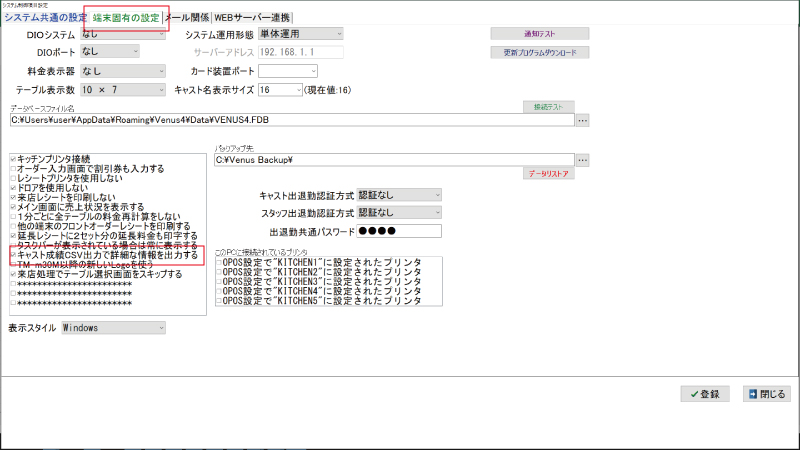 システム制御項目設定
システム共通の設定 端末固有の設定 メール関係 WEBサーバー連携
DIOシステム なし システム運用形態 単体運用 通知テスト
DIOポート なし サーバーアドレス 192.168.1.1 更新プログラムダウンロード
料金表示器 なし カード装置ポート
テーブル表示数 10 × 7 キャスト名表示サイズ 16 (現在値:16)
データベースファイル名 接続テスト
C:¥Users¥user¥AppData¥Roaming¥Venus4¥Data¥VENUS4.FDB ...
バックアップ先
キッチンプリンタ接続 C:¥Venus Backup¥ ...
オーダー入力画面で割引券も入力する データリストア
レシートプリンタを使用しない
ドロアを使用しない
来店レシートを印刷しない キャスト出退勤認証方式 認証なし
メイン画面に売上状況を表示する
1分ごとに全テーブルの料金再計算をしない スタッフ出退勤認証方式 認証なし
他の端末のフロントオーダーレシートを印刷する
延長レシートに2セット分の延長料金も印字する 出退勤共通パスワード ●●●●
タスクバーが表示されている場合は常に表示する
キャスト成績CSV出力で詳細な情報を出力する このPCに接続されているプリンタ
TM-m30M以降の新しいLogoを使う OPOS設定で"KITCHEN1"に設定されたプリンタ
来店処理でテーブル選択画面をスキップする OPOS設定で"KITCHEN2"に設定されたプリンタ
*********************** OPOS設定で"KITCHEN3"に設定されたプリンタ
*********************** OPOS設定で"KITCHEN4"に設定されたプリンタ
*********************** OPOS設定で"KITCHEN5"に設定されたプリンタ
表示スタイル Windows
登録 閉じる